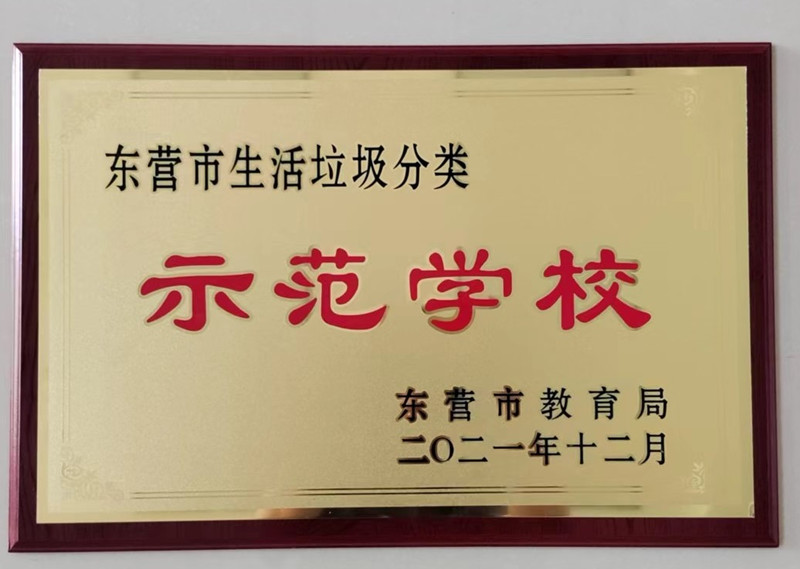 东营市生活垃圾分类
示范学校
东营市教育局
二〇二一年十二月